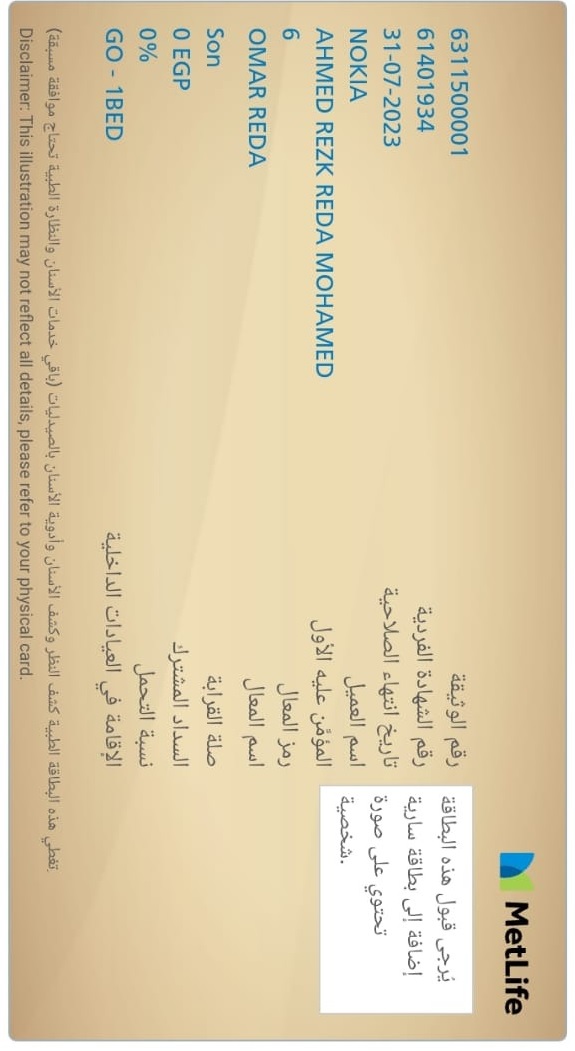 MetLife
يُرجى قبول هذه البطاقة
إضافة إلى بطاقة سارية
تحتوي على صورة
شخصية.
رقم الوثيقة 6311500001
رقم الشهادة الفردية 61401934
تاريخ انتهاء الصلاحية 31-07-2023
اسم العميل NOKIA
المؤمَّن عليه الأول AHMED REZK REDA MOHAMED
رمز المعال 6
اسم المعال OMAR REDA
صلة القرابة Son
السداد المشترك 0 EGP
نسبة التحمل 0%
الإقامة في العيادات الداخلية GO - 1BED
تغطي هذه البطاقة الطبية كشف النظر وكشف الأسنان وأدوية الأسنان بالصيدليات (باقي خدمات الأسنان والنظارة الطبية تحتاج موافقة مسبقة)
Disclaimer: This illustration may not reflect all details, please refer to your physical card.